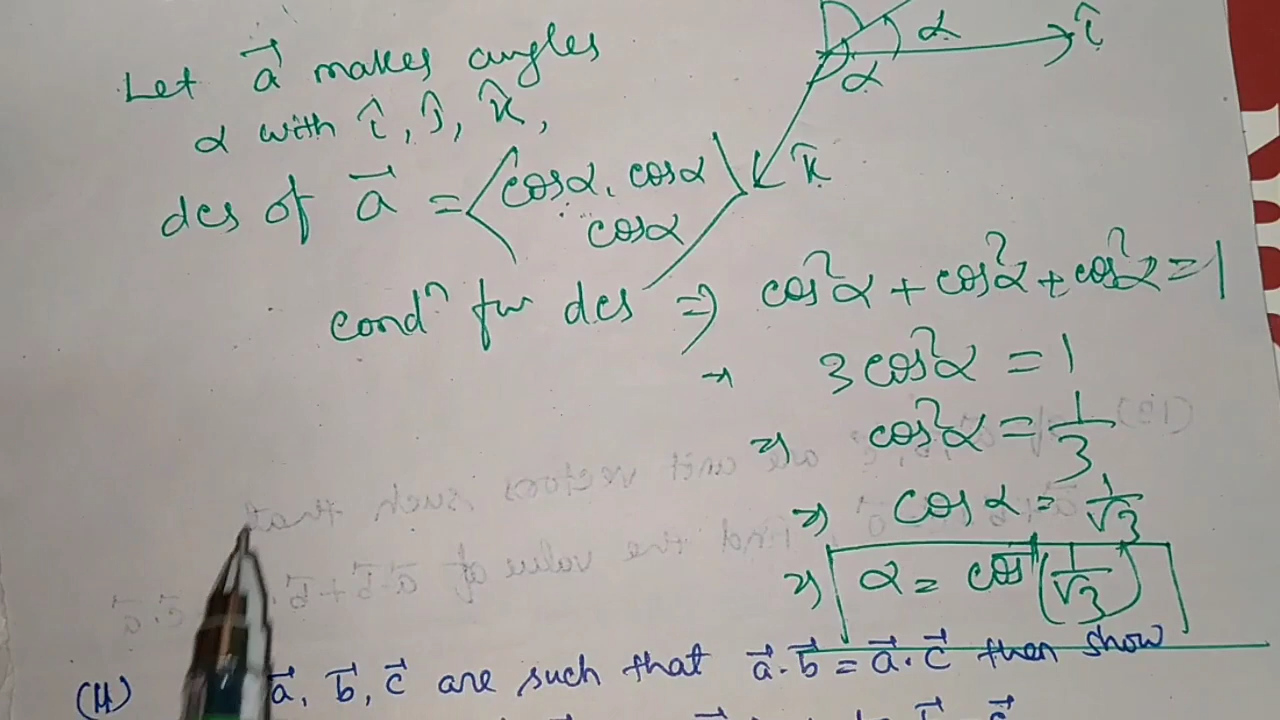 Let a⃗ makes angles
α with î, ĵ, k̂,
α
î
α
k̂
dcs of a⃗ = ⟨cosα, cosα
cosα⟩
condⁿ for dcs ⇒ cos²α + cos²α + cos²α = 1
→ 3cos²α = 1
⇒ cos²α = 1/3
⇒ cos α = 1/√3
⇒ α = cos⁻¹(1/√3)
(11) a⃗, b⃗, c⃗ are such that a⃗·b⃗ = a⃗·c⃗ then show